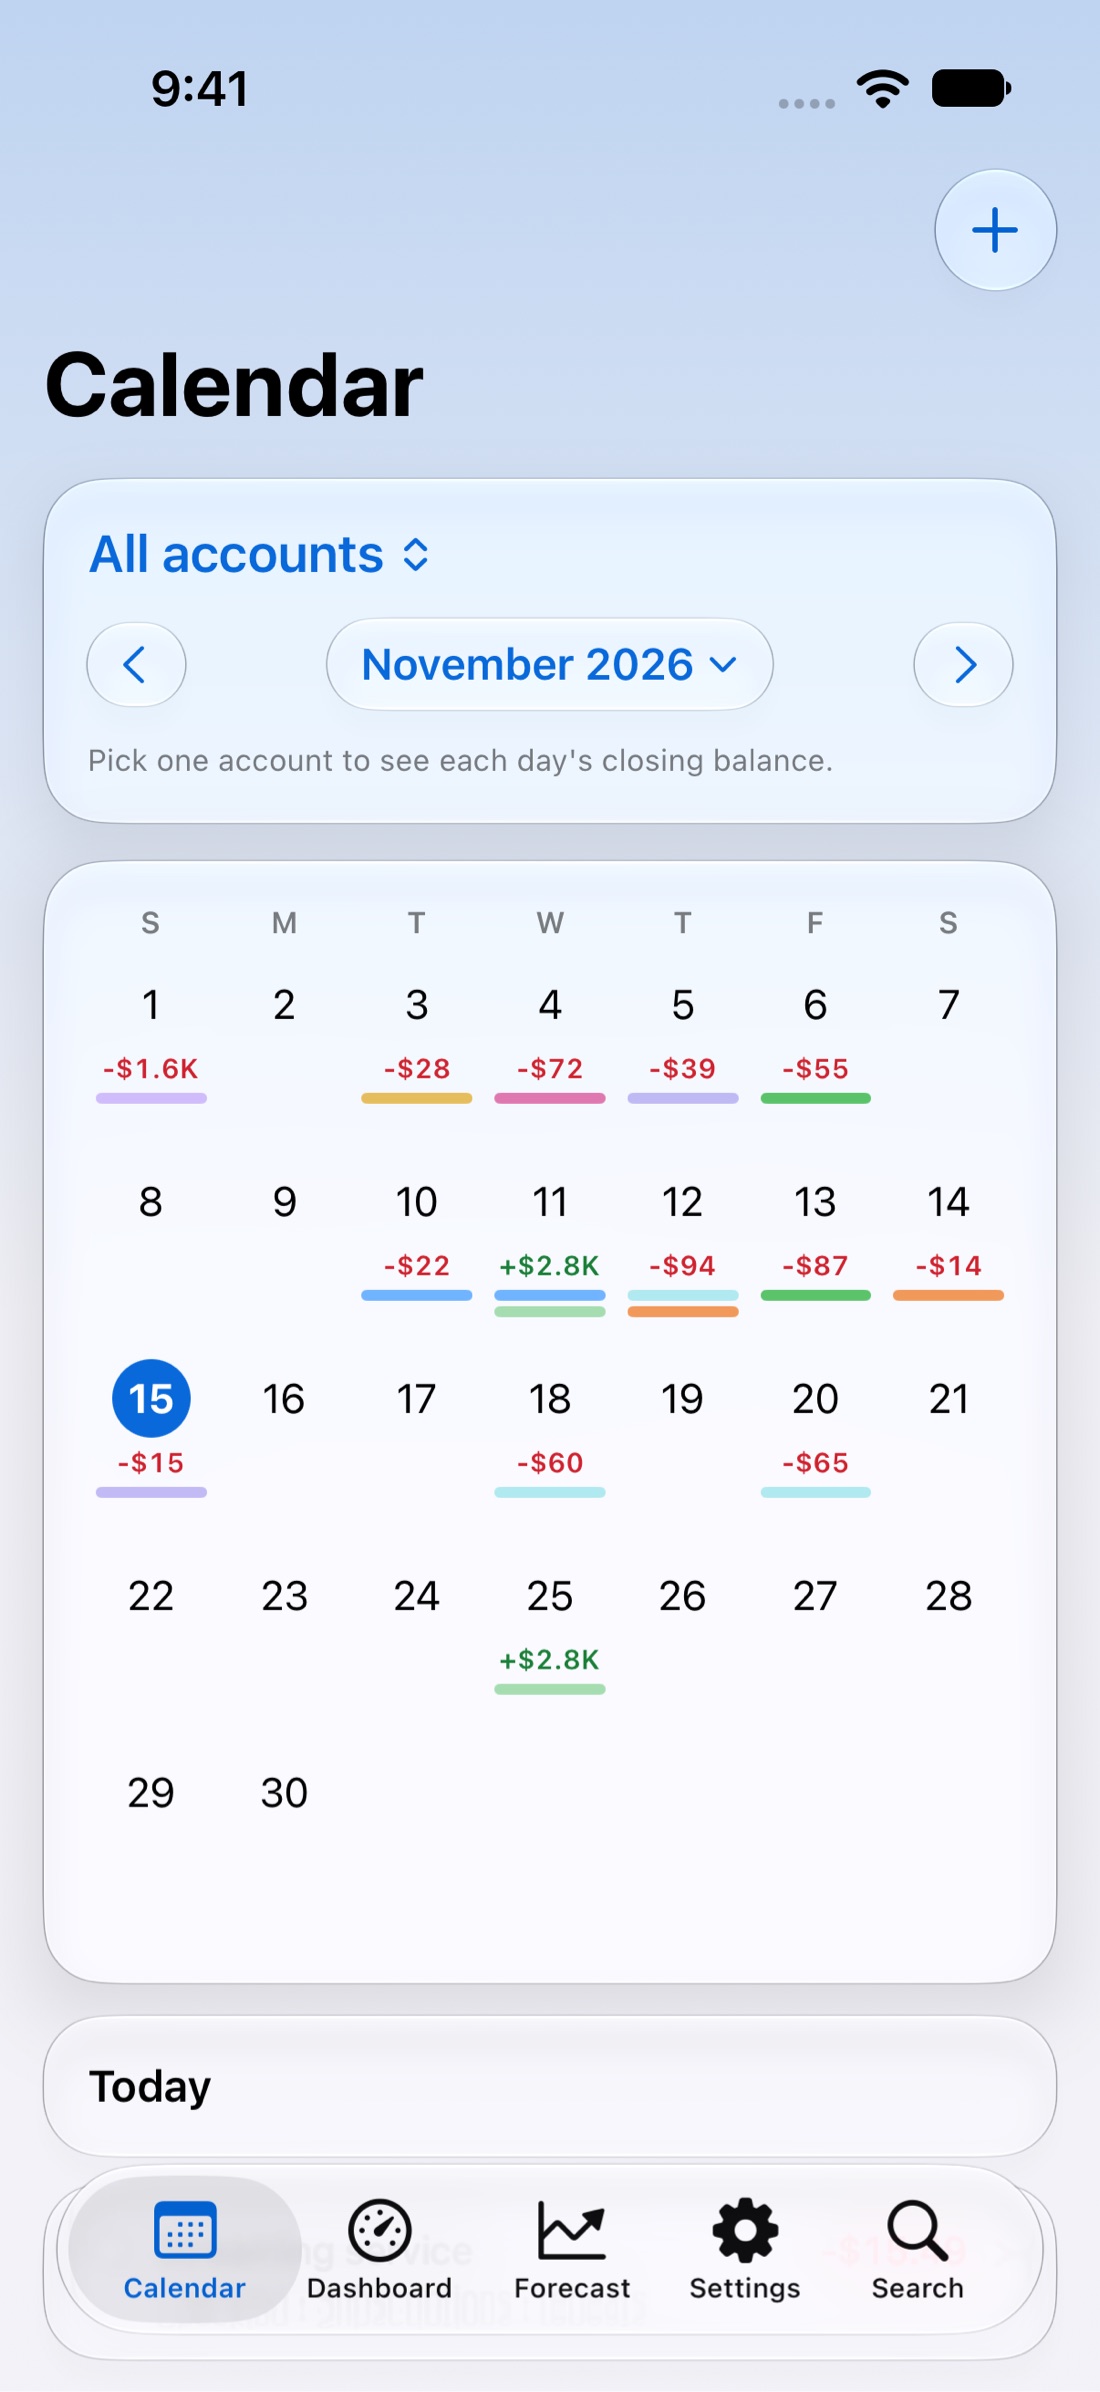 9:41
Calendar
All accounts
November 2026
Pick one account to see each day's closing balance.
S M T W T F S
1 2 3 4 5 6 7
-$1.6K -$28 -$72 -$39 -$55
8 9 10 11 12 13 14
-$22 +$2.8K -$94 -$87 -$14
15 16 17 18 19 20 21
-$15 -$60 -$65
22 23 24 25 26 27 28
+$2.8K
29 30
Today
Calendar Dashboard Forecast Settings Search